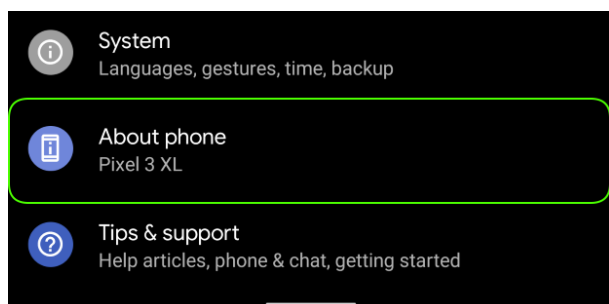 System
Languages, gestures, time, backup
About phone
Pixel 3 XL
Tips & support
Help articles, phone & chat, getting started